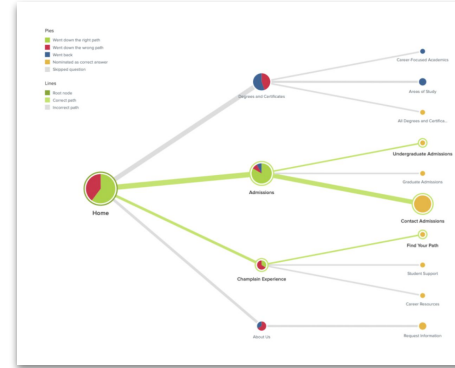 Pies
Went down the right path
Went down the wrong path
Went back
Nominated as correct answer
Skipped question
Lines
Root node
Correct path
Incorrect path
Career-Focused Academics
Degrees and Certificates
Areas of Study
All Degrees and Certifica...
Undergraduate Admissions
Admissions
Graduate Admissions
Home
Contact Admissions
Find Your Path
Champlain Experience
Student Support
Career Resources
About Us
Request Information